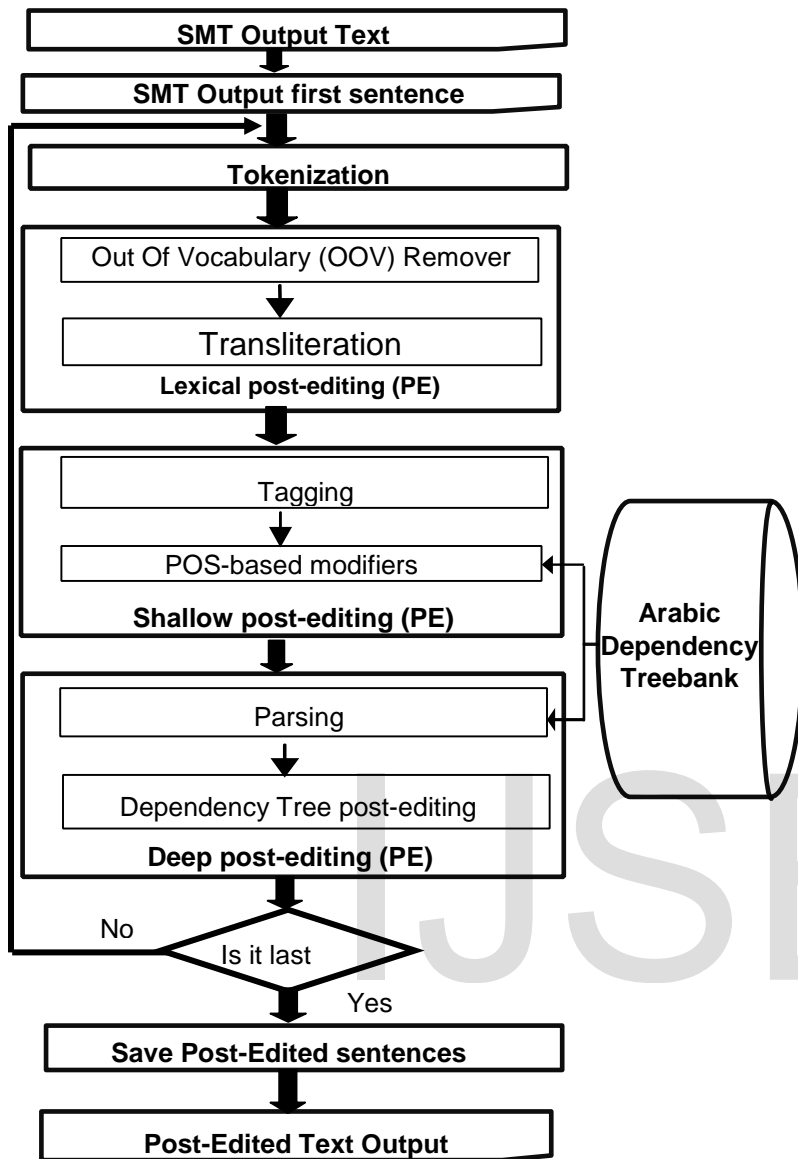 SMT Output Text
SMT Output first sentence
Tokenization
Out Of Vocabulary (OOV) Remover
Transliteration
Lexical post-editing (PE)
Tagging
POS-based modifiers
Shallow post-editing (PE)
Arabic
Dependency
Treebank
Parsing
Dependency Tree post-editing
Deep post-editing (PE)
No
Is it last
Yes
Save Post-Edited sentences
Post-Edited Text Output